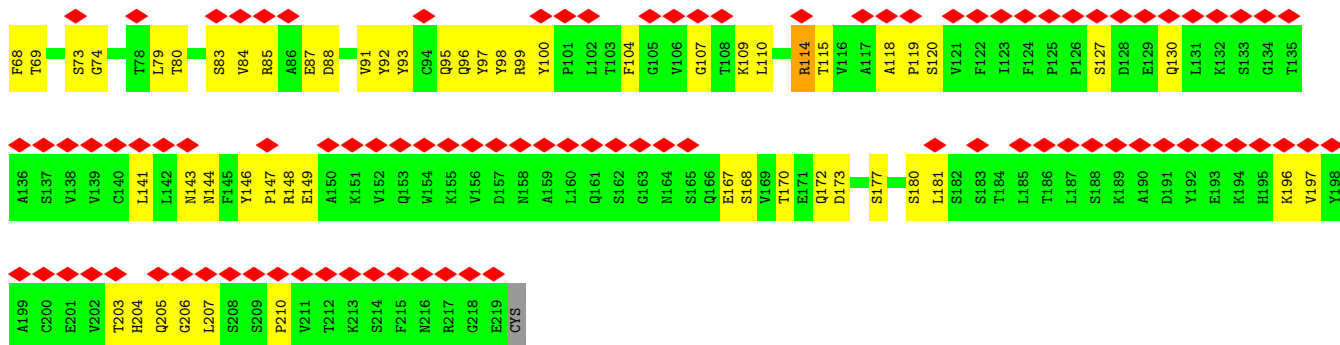 F68 T69 S73 G74 T78 L79 T80 S83 V84 R85 A86 E87 D88 V91 Y92 Y93 C94 Q95 Q96 Y97 Y98 R99 Y100 P101 L102 T103 F104 G105 V106 G107 T108 K109 L110 R114 T115 V116 A117 A118 P119 S120 V121 F122 I123 F124 P125 P126 S127 D128 E129 Q130 L131 K132 S133 G134 T135
A136 S137 V138 V139 C140 L141 L142 N143 N144 F145 Y146 P147 R148 E149 A150 K151 V152 Q153 W154 K155 V156 D157 N158 A159 L160 Q161 S162 G163 N164 S165 Q166 E167 S168 V169 T170 E171 Q172 D173 S177 S180 L181 S182 S183 T184 L185 T186 L187 S188 K189 A190 D191 Y192 E193 K194 H195 K196 V197 Y198
A199 C200 E201 V202 T203 H204 Q205 G206 L207 S208 S209 P210 V211 T212 K213 S214 F215 N216 R217 G218 E219 CYS